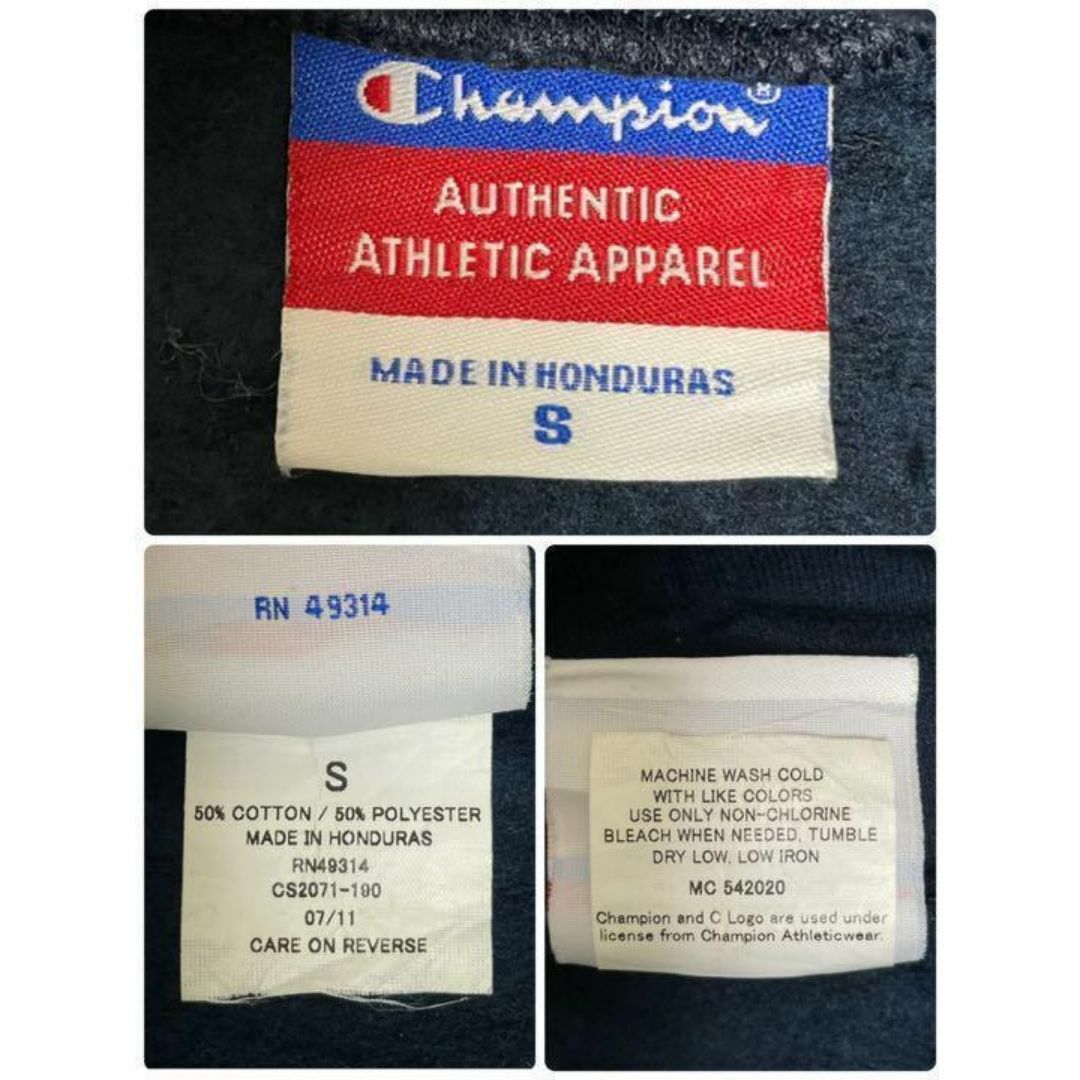 Champion®
AUTHENTIC
ATHLETIC APPAREL
MADE IN HONDURAS
S
RN 49314
S
50% COTTON / 50% POLYESTER
MADE IN HONDURAS
RN49314
CS2071-190
07/11
CARE ON REVERSE
MACHINE WASH COLD
WITH LIKE COLORS
USE ONLY NON-CHLORINE
BLEACH WHEN NEEDED, TUMBLE
DRY LOW, LOW IRON
MC 542020
Champion and C Logo are used under
license from Champion Athleticwear.